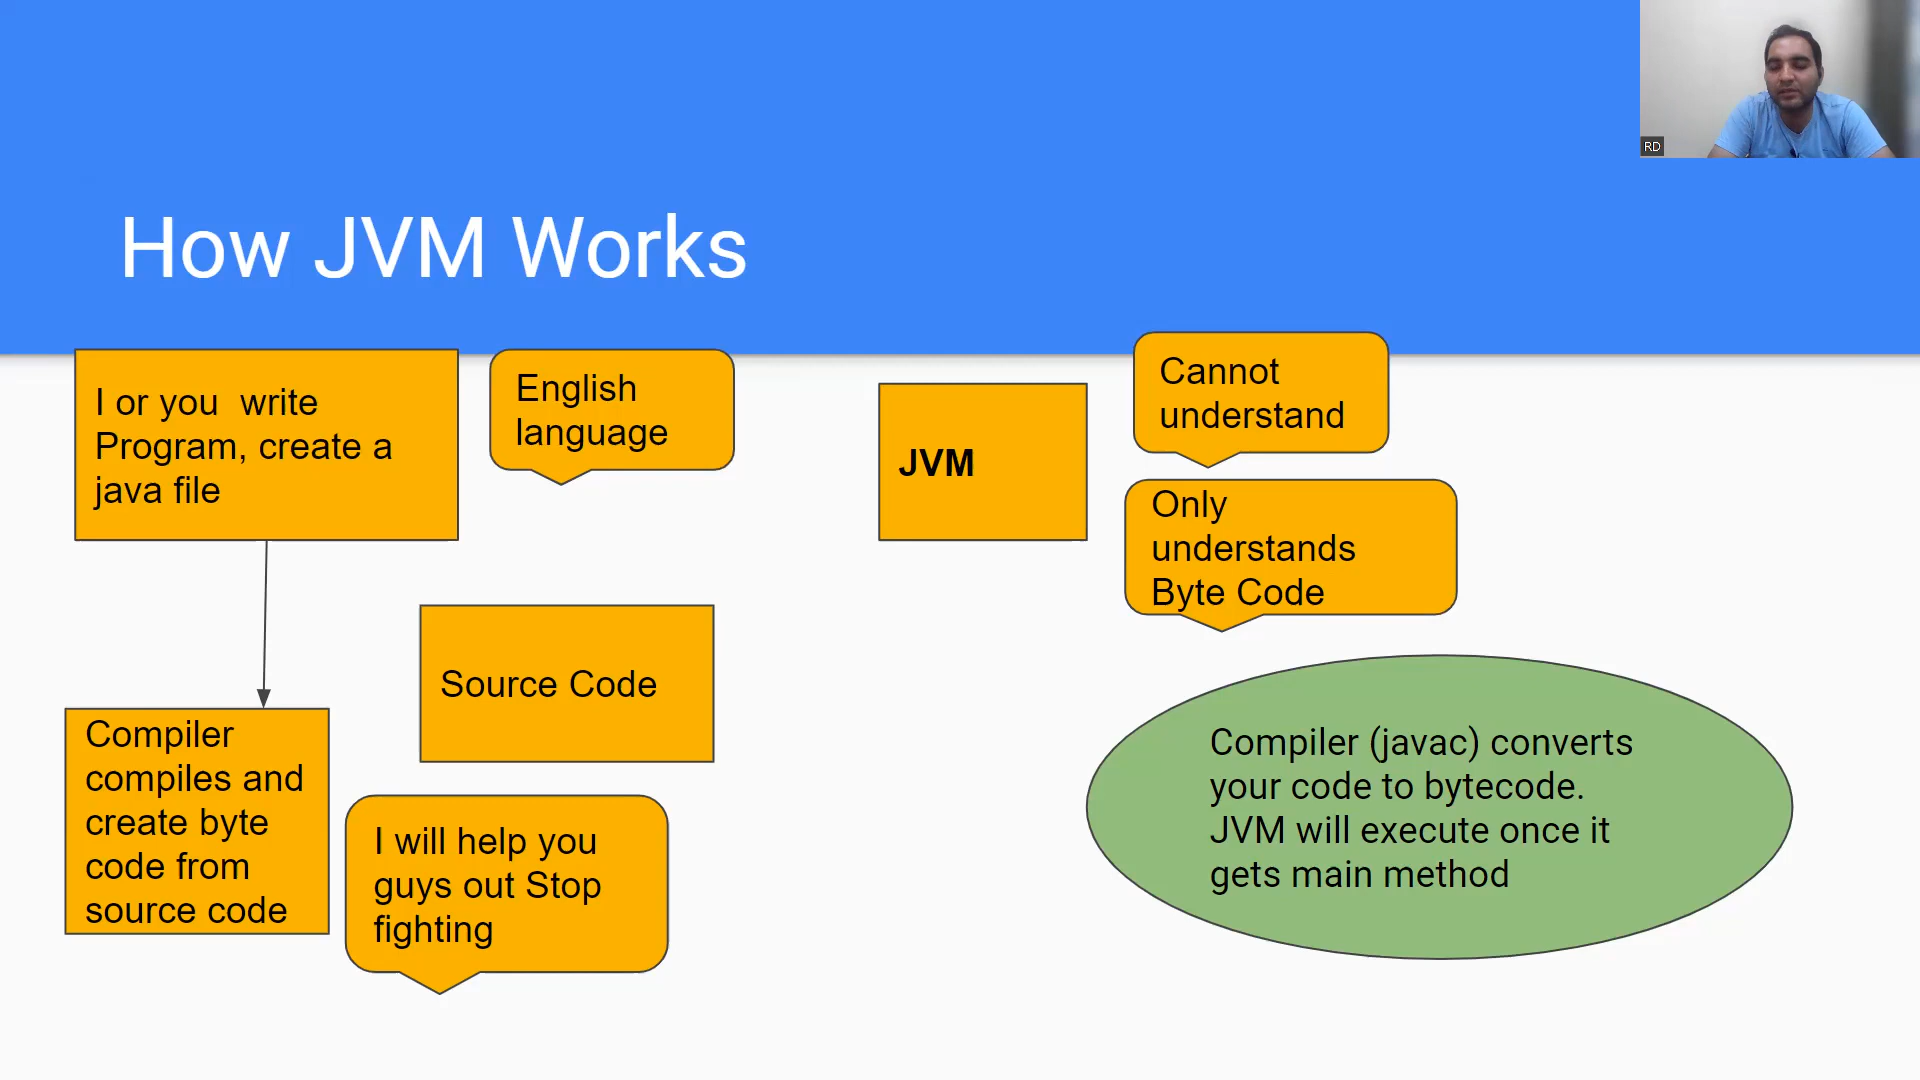 RD
How JVM Works
I or you  write
Program, create a
java file
English
language
JVM
Cannot
understand
Only
understands
Byte Code
Source Code
Compiler
compiles and
create byte
code from
source code
I will help you
guys out Stop
fighting
Compiler (javac) converts
your code to bytecode.
JVM will execute once it
gets main method